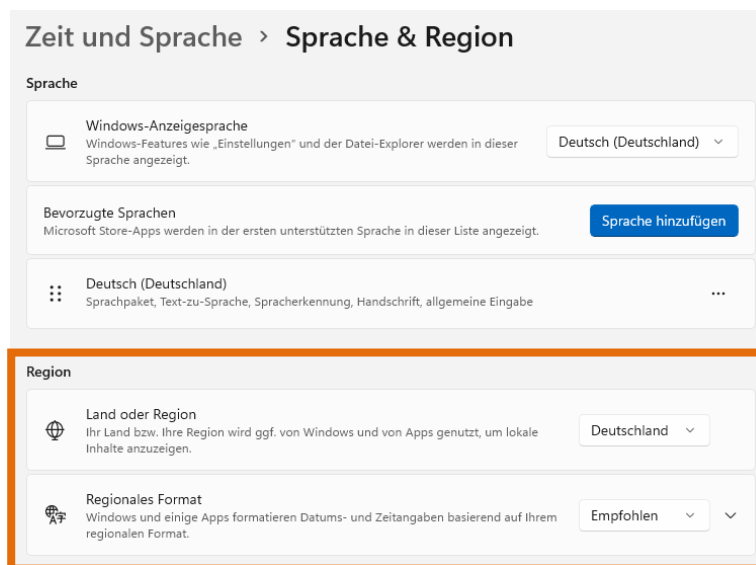 Zeit und Sprache > Sprache & Region
Sprache
Windows-Anzeigesprache
Windows-Features wie „Einstellungen" und der Datei-Explorer werden in dieser
Sprache angezeigt.
Deutsch (Deutschland)
Bevorzugte Sprachen
Microsoft Store-Apps werden in der ersten unterstützten Sprache in dieser Liste angezeigt.
Sprache hinzufügen
Deutsch (Deutschland)
Sprachpaket, Text-zu-Sprache, Spracherkennung, Handschrift, allgemeine Eingabe
Region
Land oder Region
Ihr Land bzw. Ihre Region wird ggf. von Windows und von Apps genutzt, um lokale
Inhalte anzuzeigen.
Deutschland
Regionales Format
Windows und einige Apps formatieren Datums- und Zeitangaben basierend auf Ihrem
regionalen Format.
Empfohlen